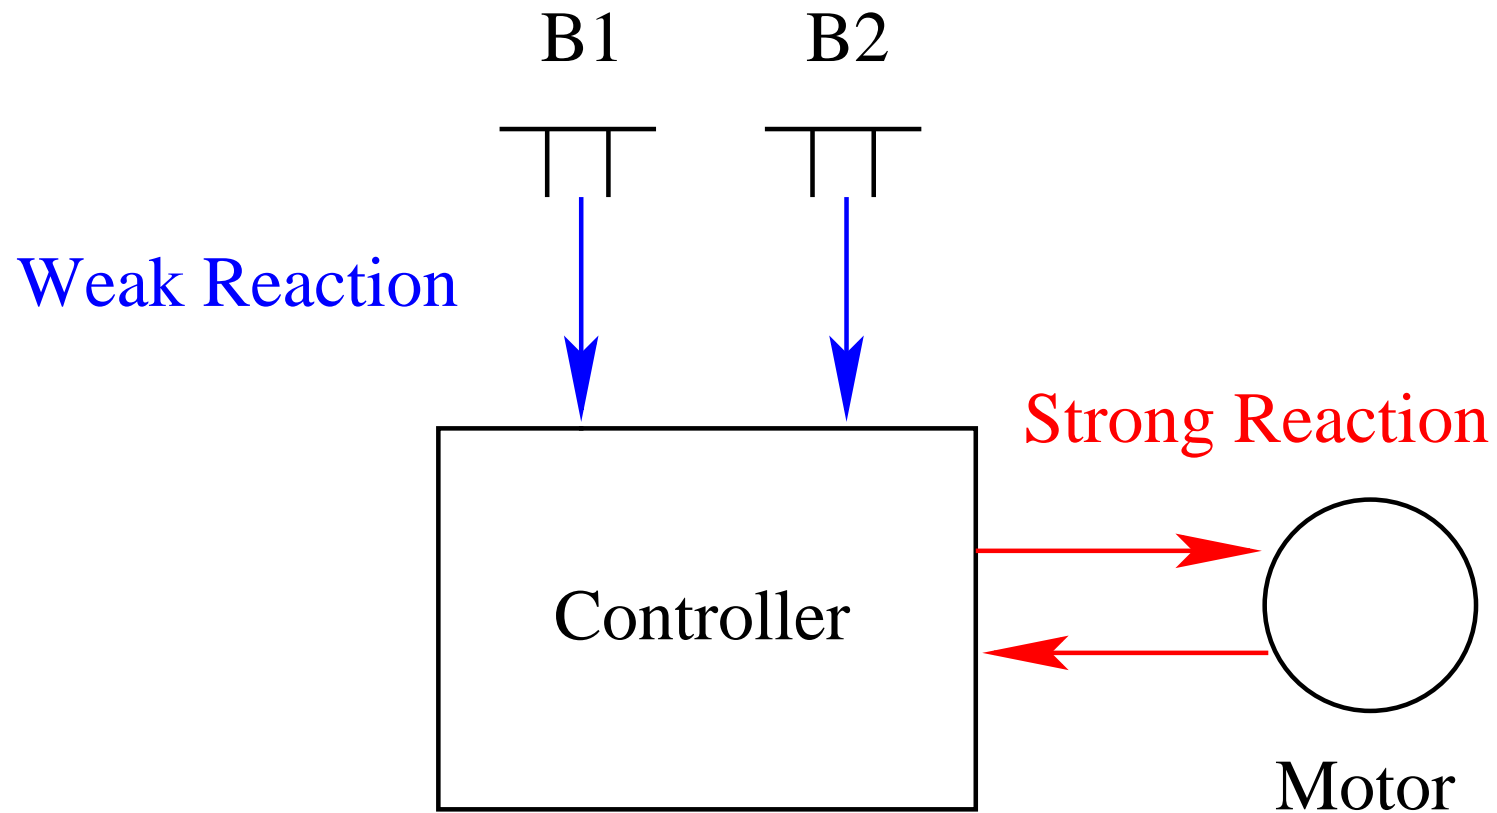 B1
B2
Weak Reaction
Strong Reaction
Controller
Motor